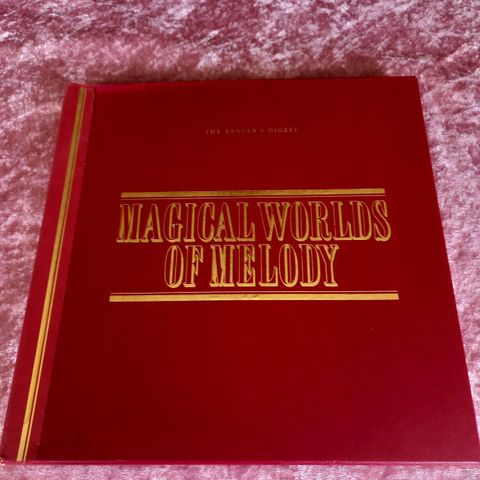 THE READER'S DIGEST
MAGICAL WORLDS
OF MELODY